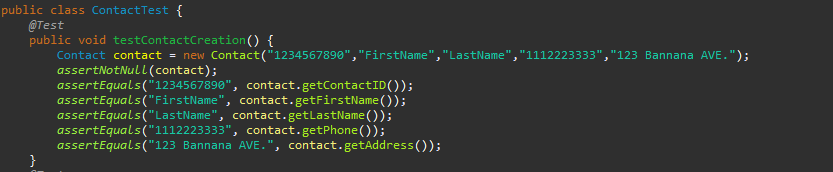 public class ContactTest {
@Test
public void testContactCreation() {
Contact contact = new Contact("1234567890","FirstName","LastName","1112223333","123 Bannana AVE.");
assertNotNull(contact);
assertEquals("1234567890", contact.getContactID());
assertEquals("FirstName", contact.getFirstName());
assertEquals("LastName", contact.getLastName());
assertEquals("1112223333", contact.getPhone());
assertEquals("123 Bannana AVE.", contact.getAddress());
}